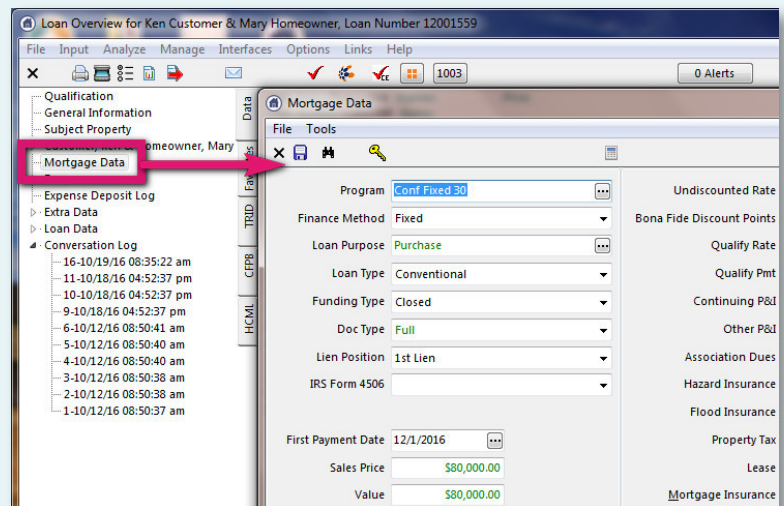 Loan Overview for Ken Customer & Mary Homeowner, Loan Number 12001559
File Input Analyze Manage Interfaces Options Links Help
1003
0 Alerts
Qualification
General Information
Subject Property
Customer, Ken & Homeowner, Mary
Mortgage Data
Expense Deposit Log
Extra Data
Loan Data
Conversation Log
16-10/19/16 08:35:22 am
11-10/18/16 04:52:37 pm
10-10/18/16 04:52:37 pm
9-10/18/16 04:52:37 pm
6-10/12/16 08:50:41 am
5-10/12/16 08:50:40 am
4-10/12/16 08:50:40 am
3-10/12/16 08:50:38 am
2-10/12/16 08:50:38 am
1-10/12/16 08:50:37 am
Data
TRID
CFPB
HCML
Mortgage Data
File Tools
Program Conf Fixed 30
Finance Method Fixed
Loan Purpose Purchase
Loan Type Conventional
Funding Type Closed
Doc Type Full
Lien Position 1st Lien
IRS Form 4506
First Payment Date 12/1/2016
Sales Price $80,000.00
Value $80,000.00
Undiscounted Rate
Bona Fide Discount Points
Qualify Rate
Qualify Pmt
Continuing P&I
Other P&I
Association Dues
Hazard Insurance
Flood Insurance
Property Tax
Lease
Mortgage Insurance